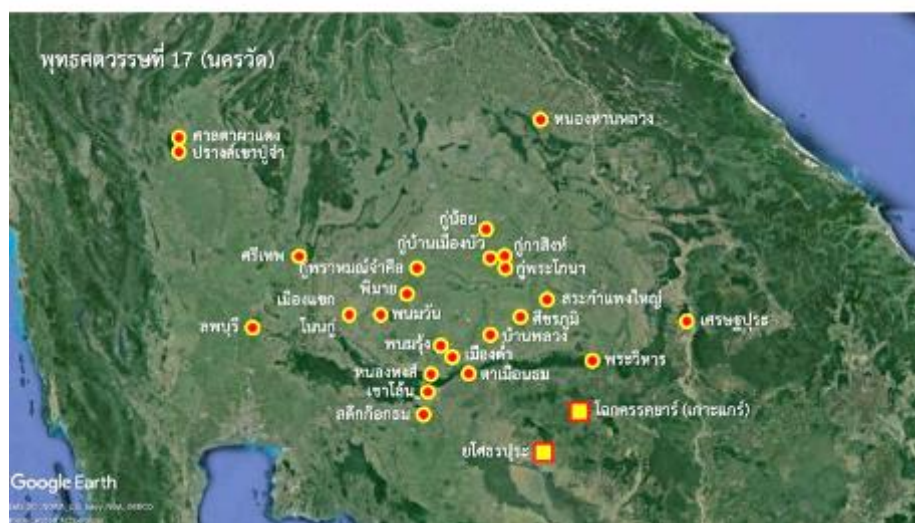 พุทธศตวรรษที่ 17 (นครวัด)
หนองหานหลวง
ศาลตาผาแดง
ปรางค์เขาปู่จ่า
กู่น้อย
กู่บ้านเมืองบัว
กู่กาสิงห์
ศรีเทพ
กู่พราหมณ์จำศีล
กู่พระโกนา
พิมาย
เมืองแขก
สระกำแพงใหญ่
ลพบุรี
โนนกู่
พนมวัน
สีขรภูมิ
เศรษฐปุระ
บ้านพลวง
พนมรุ้ง
เมืองต่ำ
พระวิหาร
หนองหงส์
ตาเมือนธม
เขาโล้น
สด๊กก๊อกธม
โฉกครรคยาร์ (เกาะแกร์)
ยโศธรปุระ
Google Earth